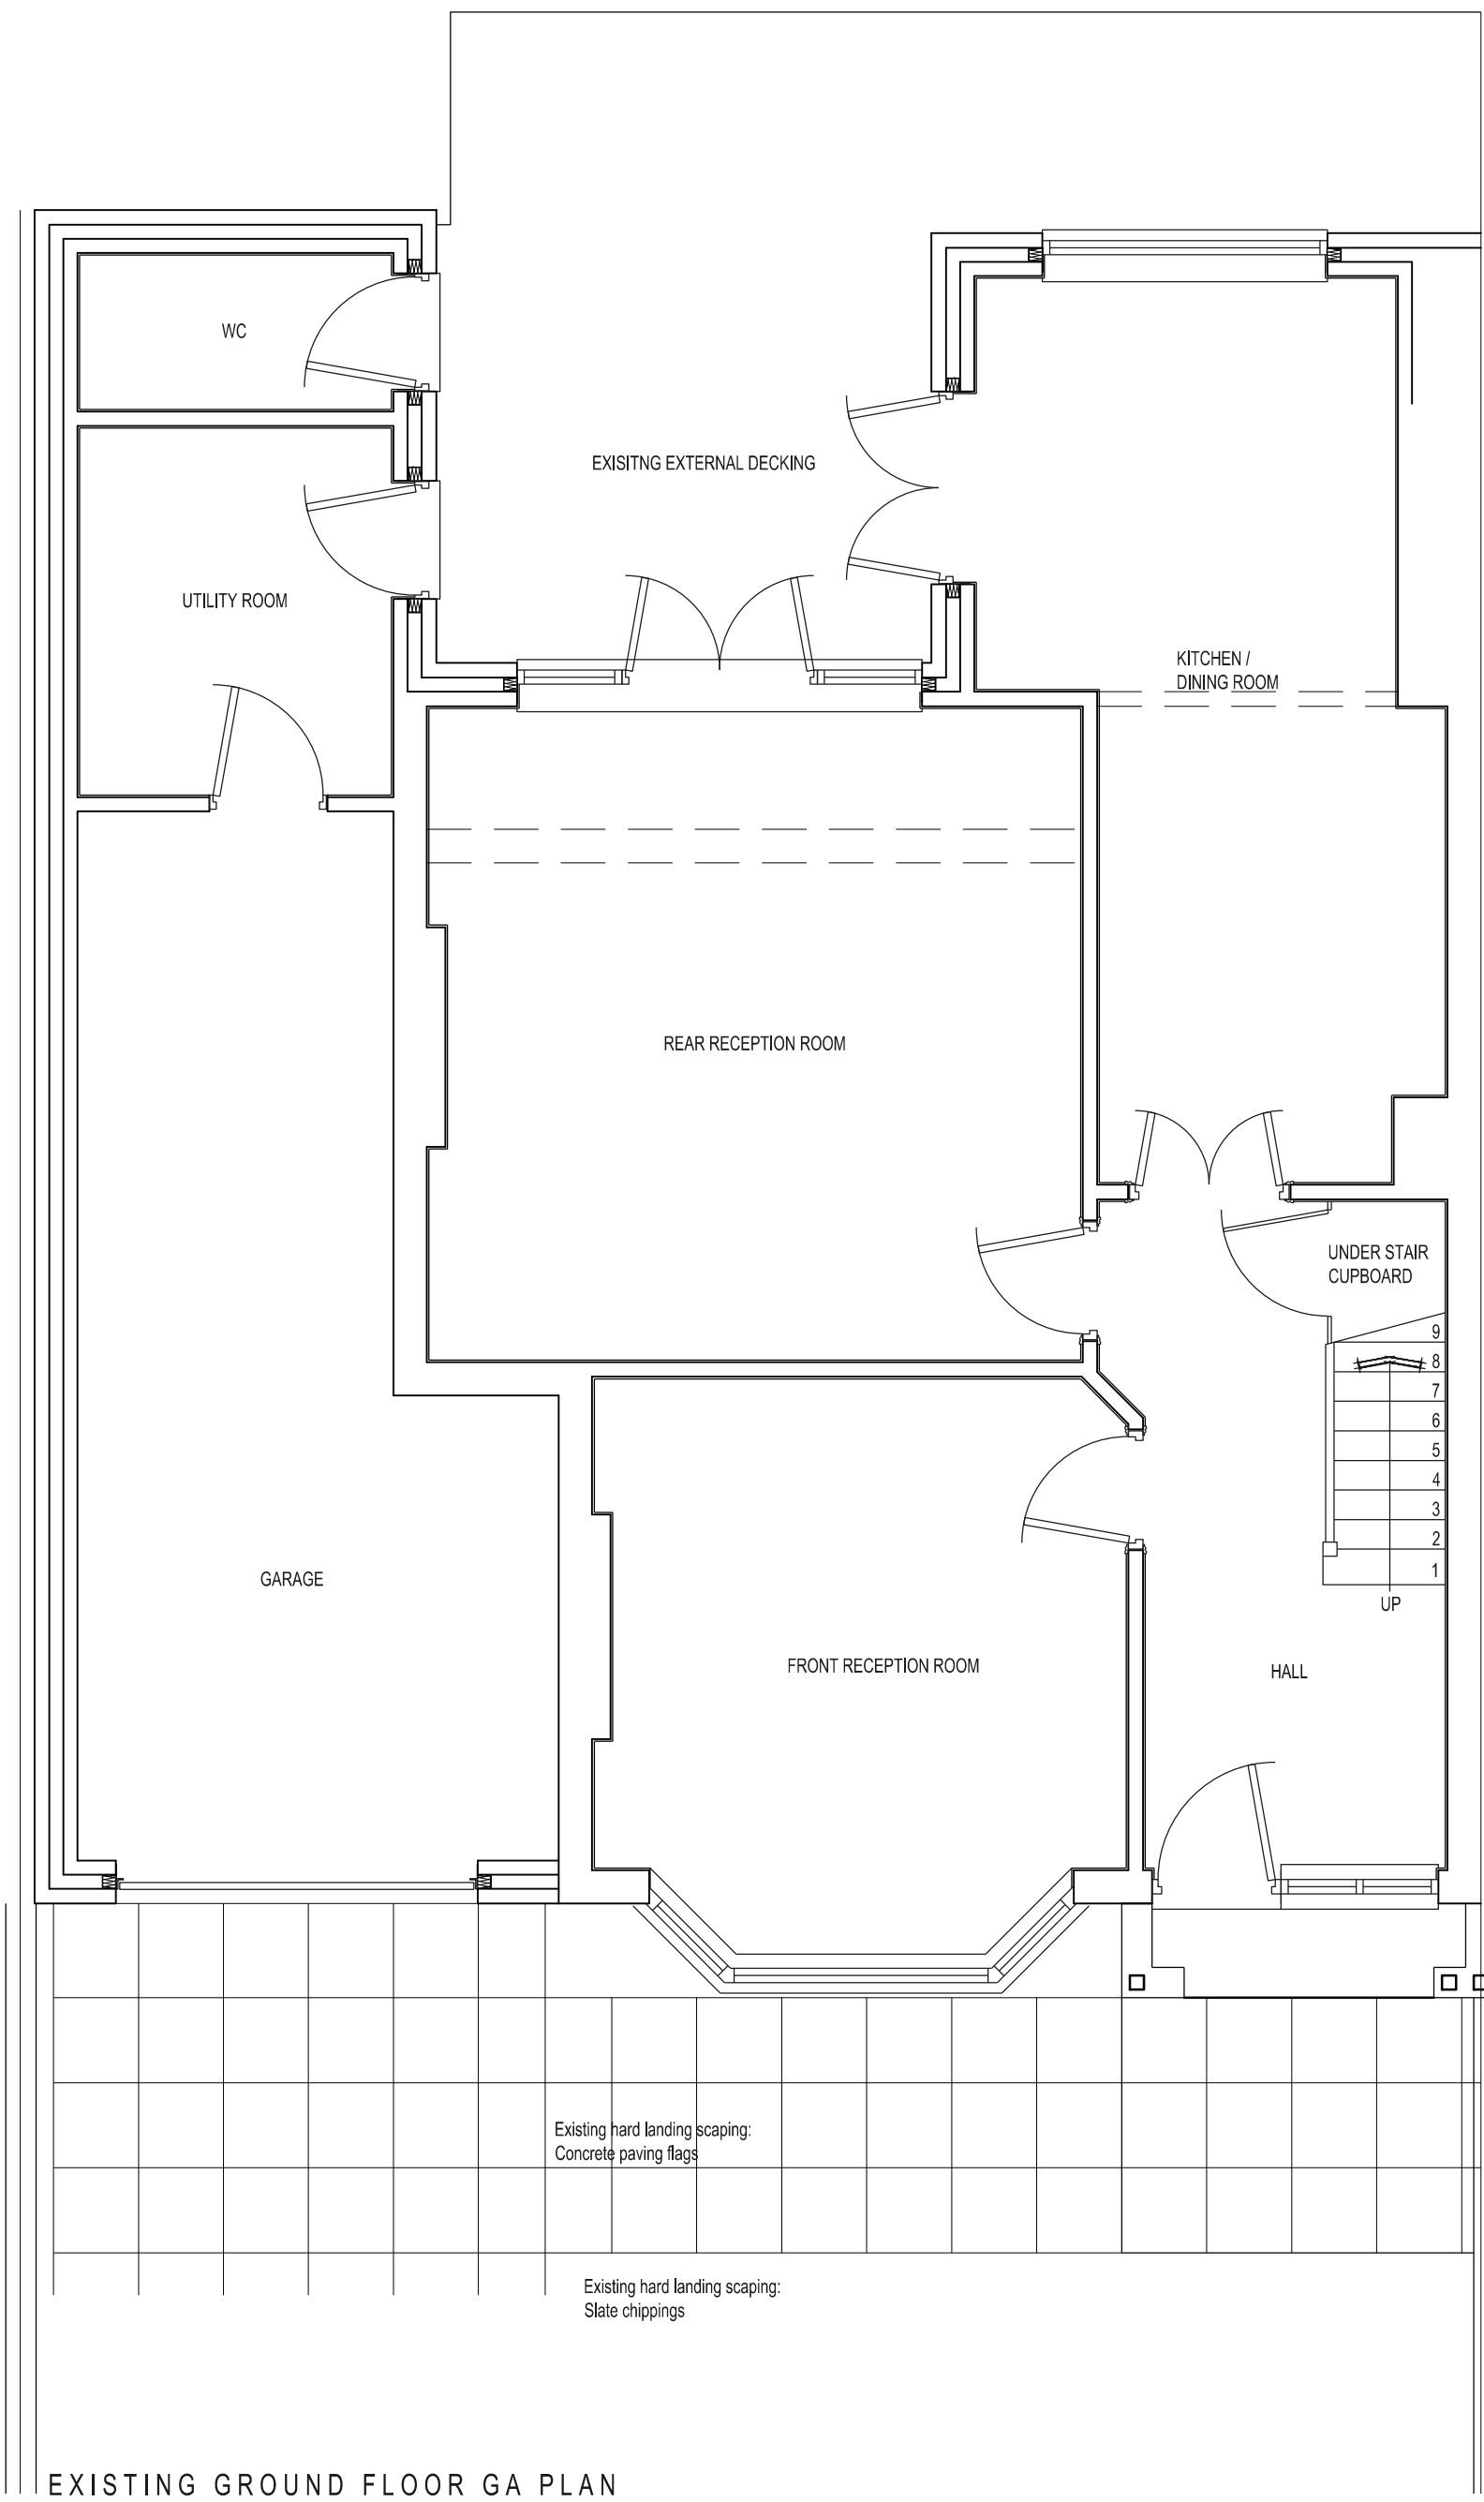 WC
EXISITNG EXTERNAL DECKING
UTILITY ROOM
KITCHEN /
DINING ROOM
REAR RECEPTION ROOM
UNDER STAIR
CUPBOARD
9
8
7
6
5
4
3
2
1
UP
GARAGE
FRONT RECEPTION ROOM
HALL
Existing hard landing scaping:
Concrete paving flags
Existing hard landing scaping:
Slate chippings
EXISTING GROUND FLOOR GA PLAN